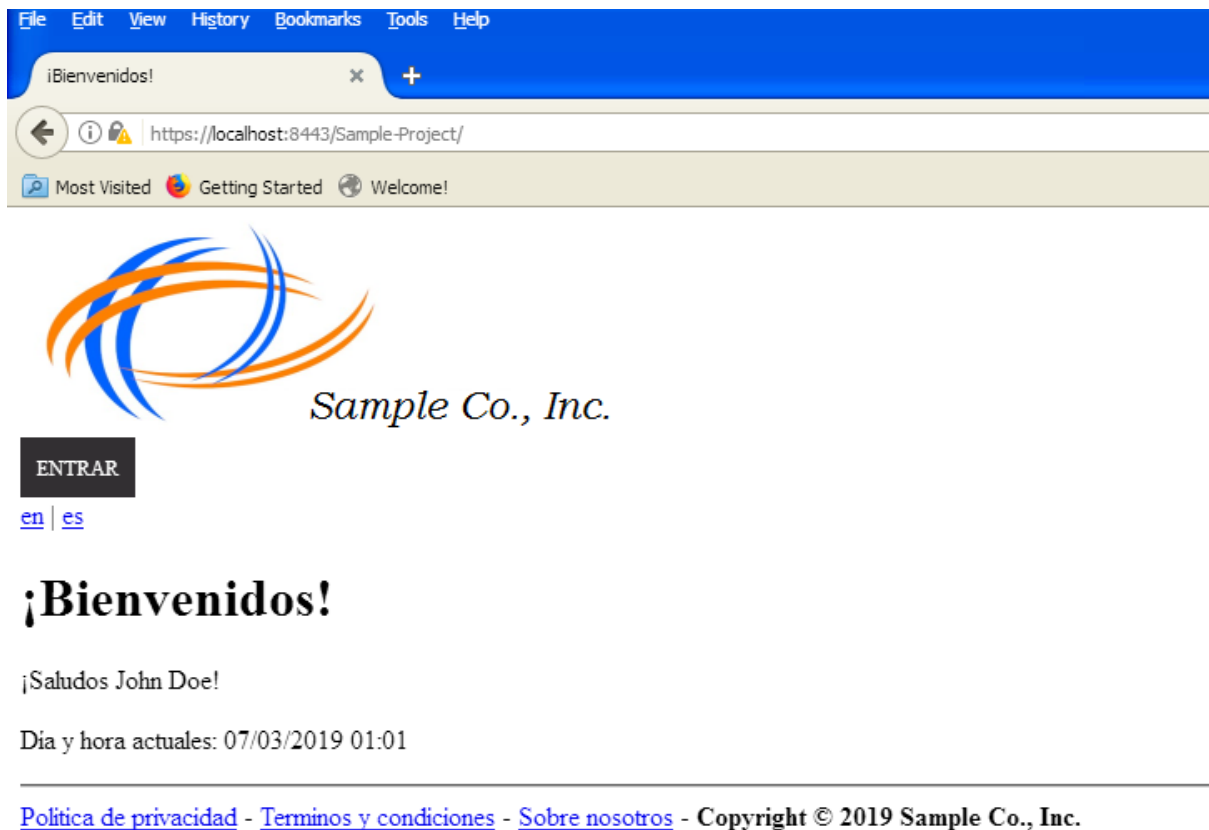 File Edit View History Bookmarks Tools Help
¡Bienvenidos!
https://localhost:8443/Sample-Project/
Most Visited Getting Started Welcome!
Sample Co., Inc.
ENTRAR
en | es
¡Bienvenidos!
¡Saludos John Doe!
Dia y hora actuales: 07/03/2019 01:01
Politica de privacidad - Terminos y condiciones - Sobre nosotros - Copyright © 2019 Sample Co., Inc.